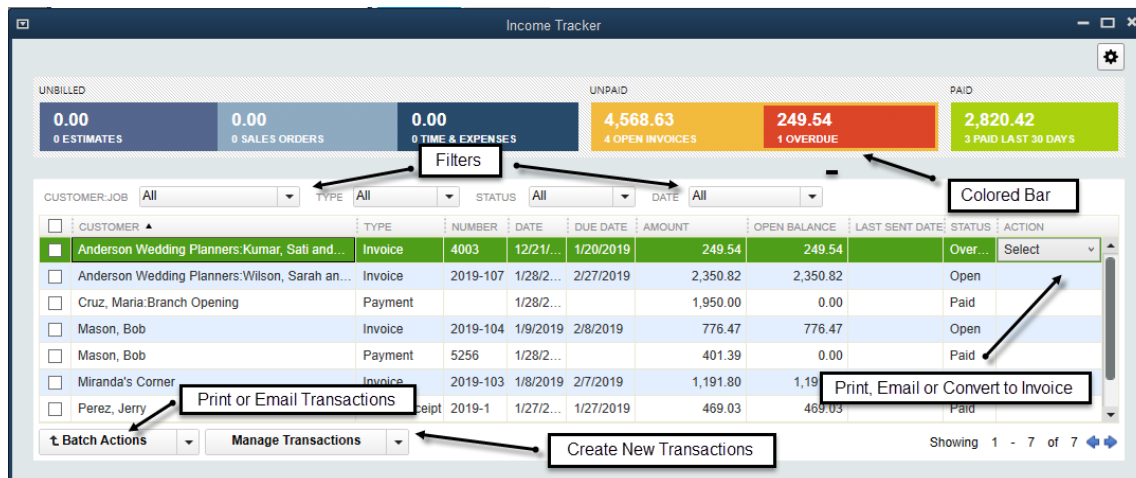 Income Tracker
UNBILLED UNPAID PAID
0.00 0.00 0.00 4,568.63 249.54 2,820.42
0 ESTIMATES 0 SALES ORDERS 0 TIME & EXPENSES 4 OPEN INVOICES 1 OVERDUE 3 PAID LAST 30 DAYS
Filters
Colored Bar
CUSTOMER:JOB All TYPE All STATUS All DATE All
CUSTOMER TYPE NUMBER DATE DUE DATE AMOUNT OPEN BALANCE LAST SENT DATE STATUS ACTION
Anderson Wedding Planners:Kumar, Sati and... Invoice 4003 12/21/... 1/20/2019 249.54 249.54 Over... Select
Anderson Wedding Planners:Wilson, Sarah an... Invoice 2019-107 1/28/2... 2/27/2019 2,350.82 2,350.82 Open
Cruz, Maria:Branch Opening Payment 1/28/2... 1,950.00 0.00 Paid
Mason, Bob Invoice 2019-104 1/9/2019 2/8/2019 776.47 776.47 Open
Mason, Bob Payment 5256 1/28/2... 401.39 0.00 Paid
Miranda's Corner Invoice 2019-103 1/8/2019 2/7/2019 1,191.80
Print, Email or Convert to Invoice
Print or Email Transactions
Perez, Jerry 2019-1 1/27/2... 1/27/2019 469.03 469.03 Paid
Batch Actions Manage Transactions Showing 1 - 7 of 7
Create New Transactions